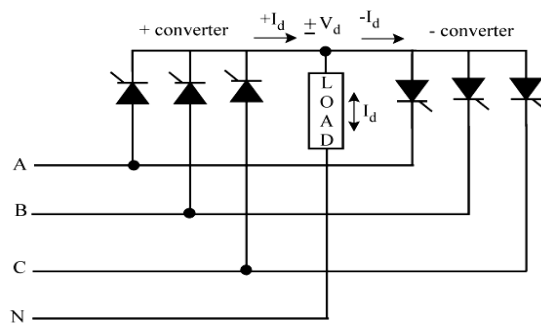 + converter
+I_d
± V_d
-I_d
- converter
L
O
A
D
I_d
A
B
C
N